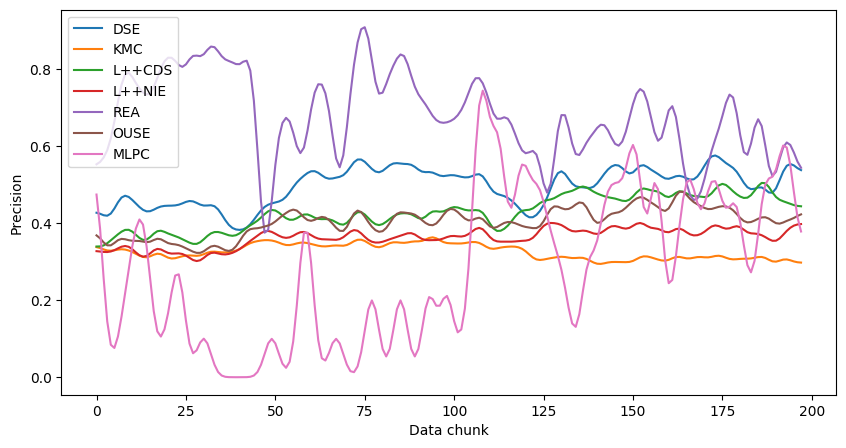 DSE
KMC
L++CDS
L++NIE
REA
OUSE
MLPC
Precision
0.8
0.6
0.4
0.2
0.0
0
25
50
75
100
125
150
175
200
Data chunk